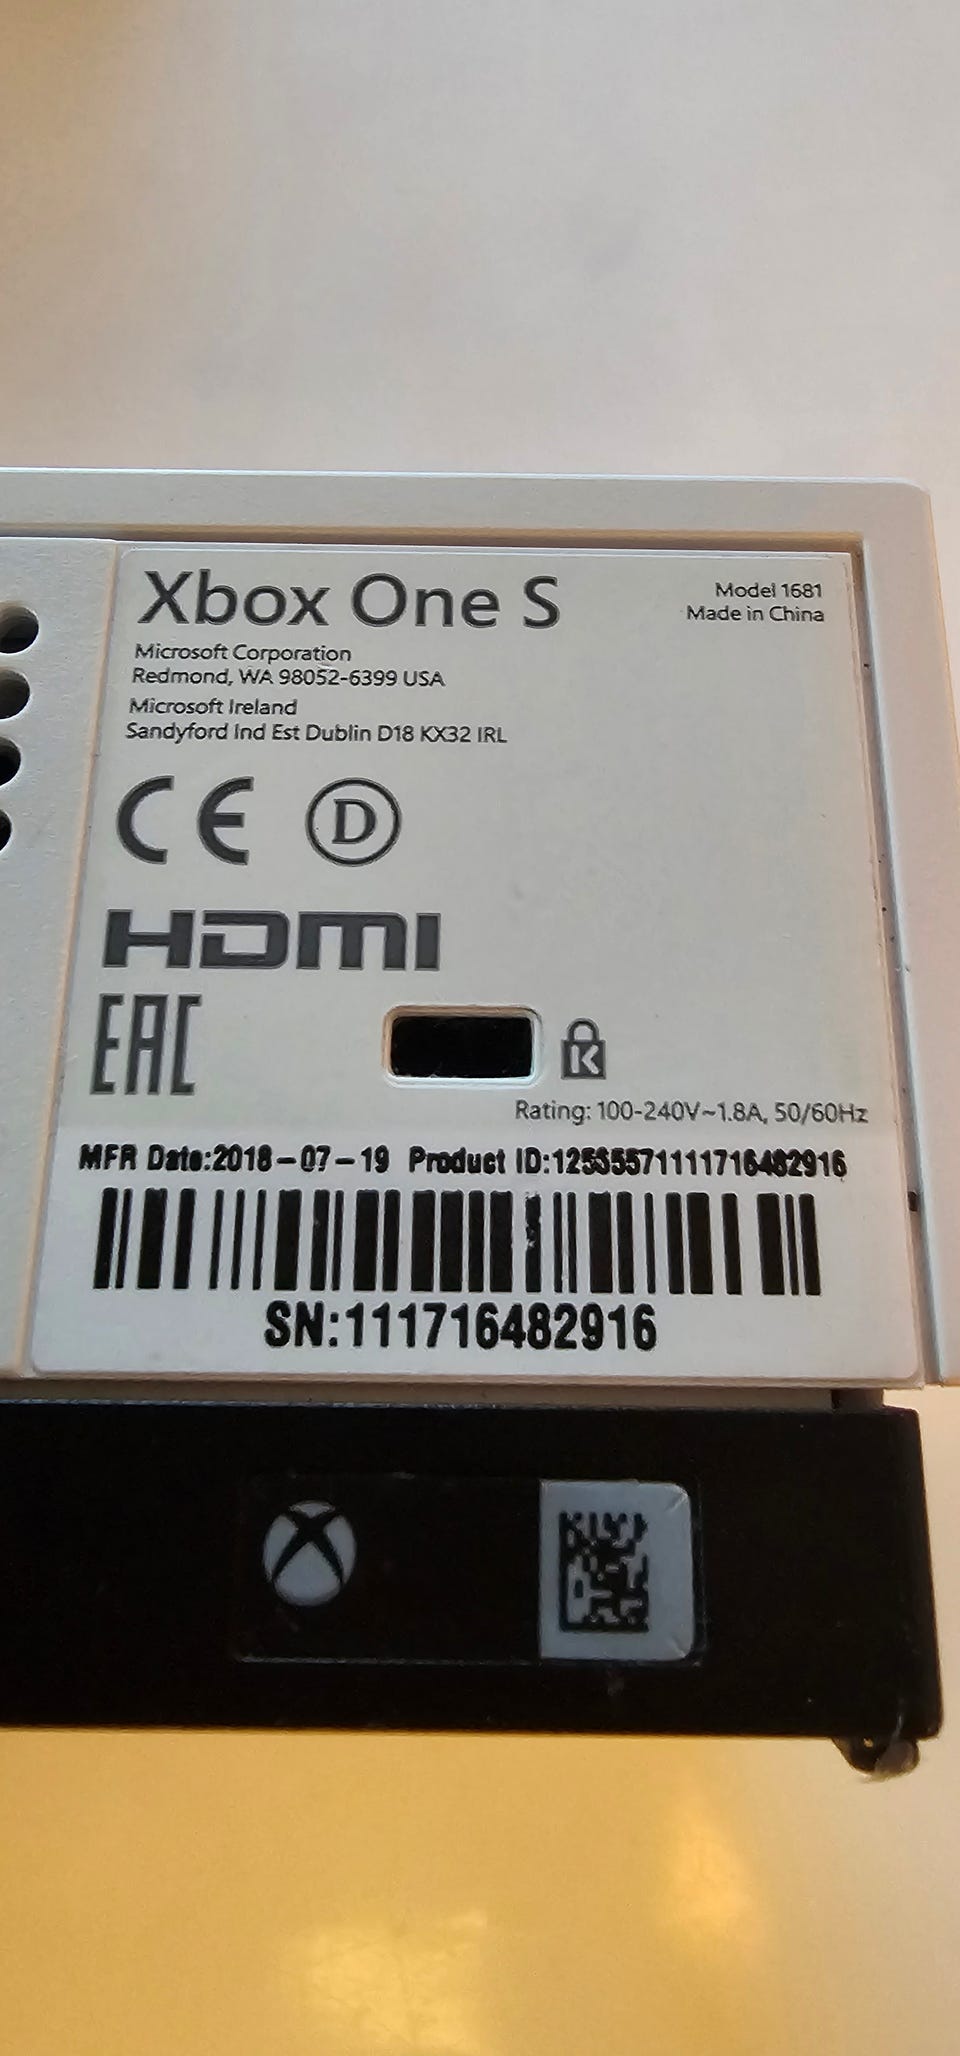 Xbox One S
Model 1681
Made in China
Microsoft Corporation
Redmond, WA 98052-6399 USA
Microsoft Ireland
Sandyford Ind Est Dublin D18 KX32 IRL
CE D
HDMI
EAC
K
Rating: 100-240V~1.8A, 50/60Hz
MFR Date:2018-07-19 Product ID:
SN:111716482916